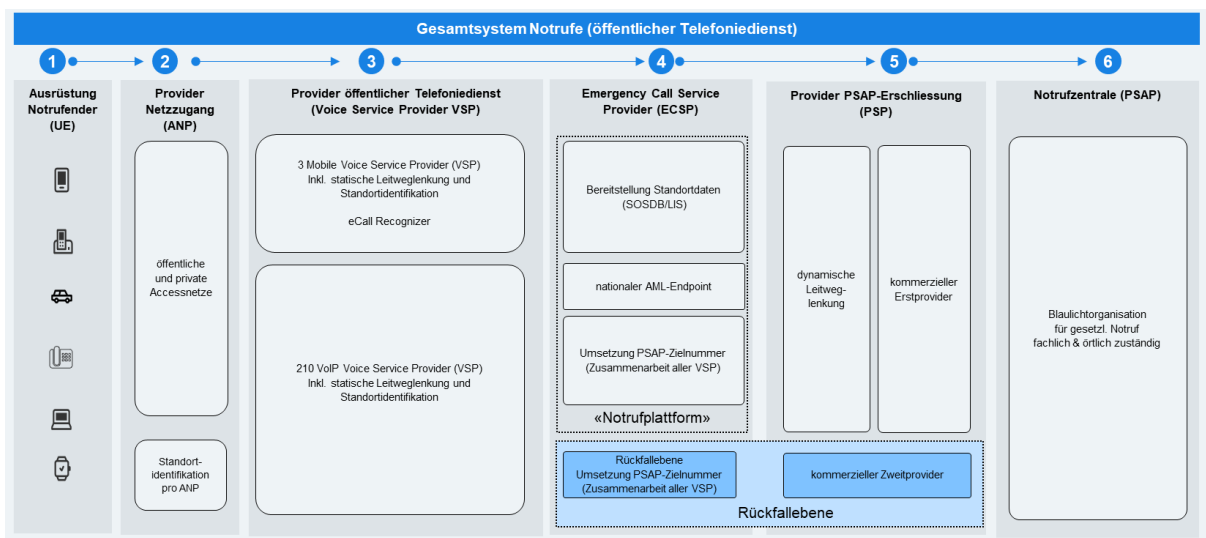 Gesamtsystem Notrufe (öffentlicher Telefoniedienst)
1
2
3
4
5
6
Ausrüstung
Notrufender
(UE)
Provider
Netzzugang
(ANP)
öffentliche
und private
Accessnetze
Standort-
identifikation
pro ANP
Provider öffentlicher Telefoniedienst
(Voice Service Provider VSP)
3 Mobile Voice Service Provider (VSP)
Inkl. statische Leitweglenkung und
Standortidentifikation
eCall Recognizer
210 VoIP Voice Service Provider (VSP)
Inkl. statische Leitweglenkung und
Standortidentifikation
Emergency Call Service
Provider (ECSP)
Bereitstellung Standortdaten
(SOSDB/LIS)
nationaler AML-Endpoint
Umsetzung PSAP-Zielnummer
(Zusammenarbeit aller VSP)
«Notrufplattform»
Rückfallebene
Umsetzung PSAP-Zielnummer
(Zusammenarbeit aller VSP)
Provider PSAP-Erschliessung
(PSP)
dynamische
Leitweg-
lenkung
kommerzieller
Erstprovider
kommerzieller Zweitprovider
Rückfallebene
Notrufzentrale (PSAP)
Blaulichtorganisation
für gesetzl. Notruf
fachlich & örtlich zuständig